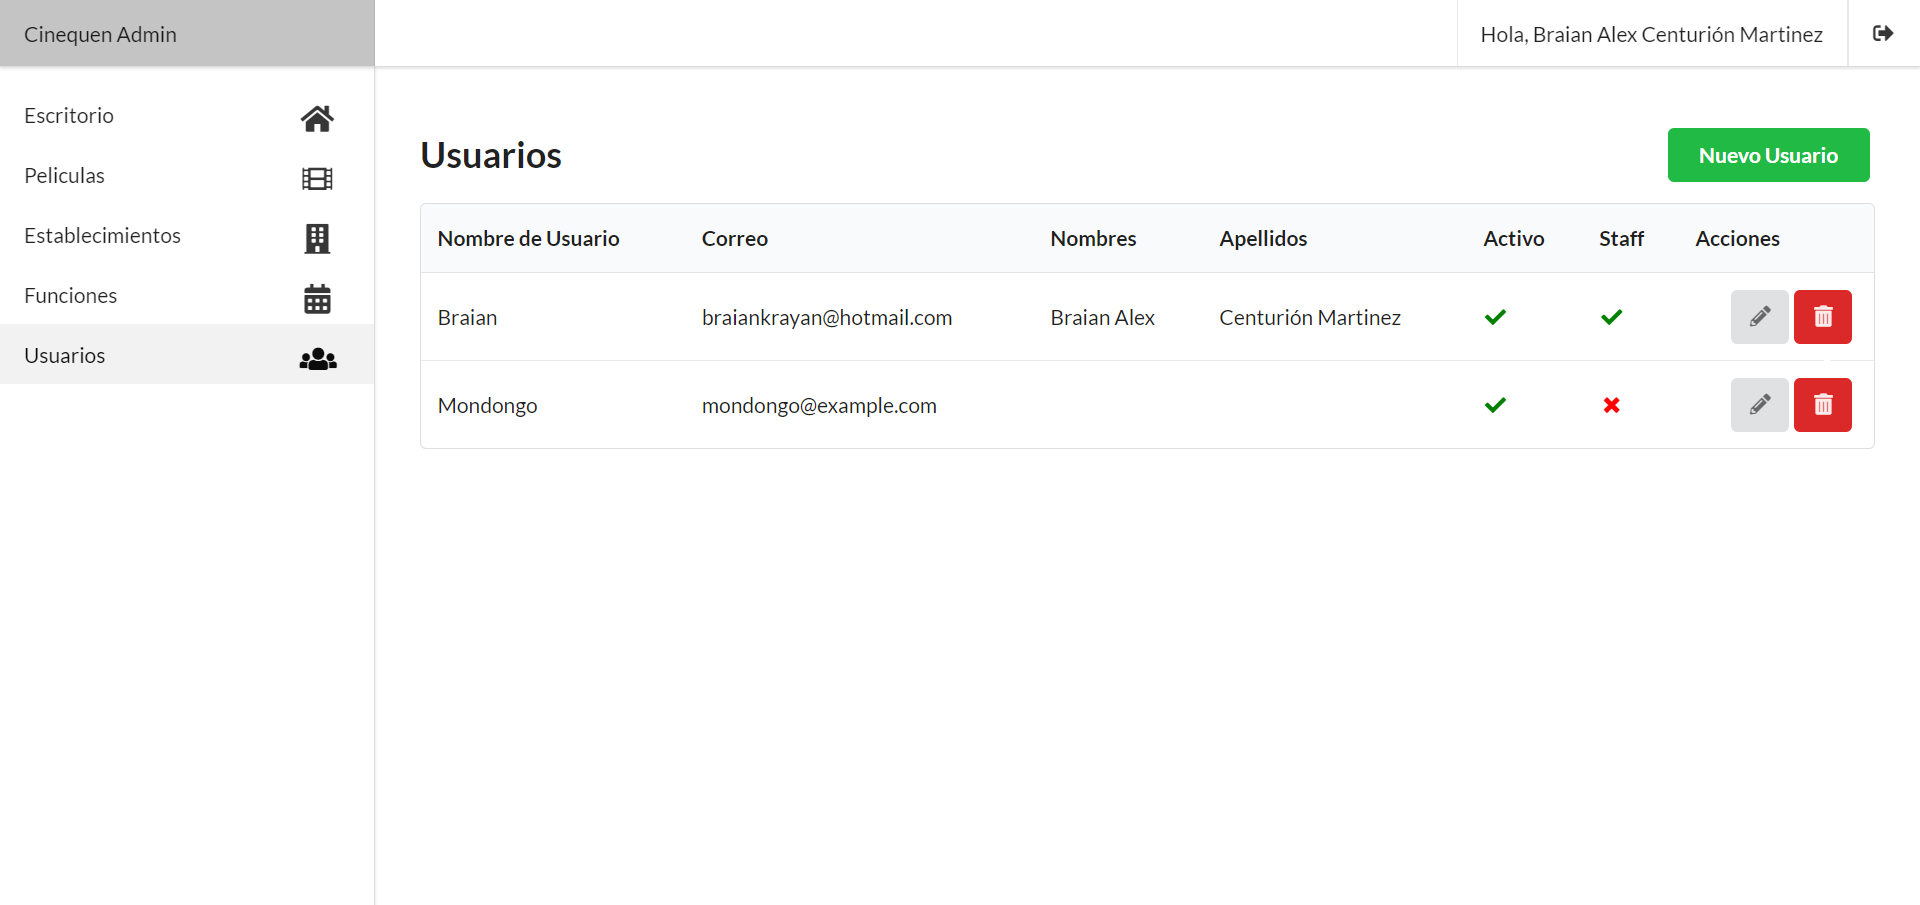 Cinequen Admin
Hola, Braian Alex Centurión Martinez
Escritorio
Peliculas
Establecimientos
Funciones
Usuarios
Usuarios
Nuevo Usuario
Nombre de Usuario Correo Nombres Apellidos Activo Staff Acciones
Braian braiankrayan@hotmail.com Braian Alex Centurión Martinez
Mondongo mondongo@example.com